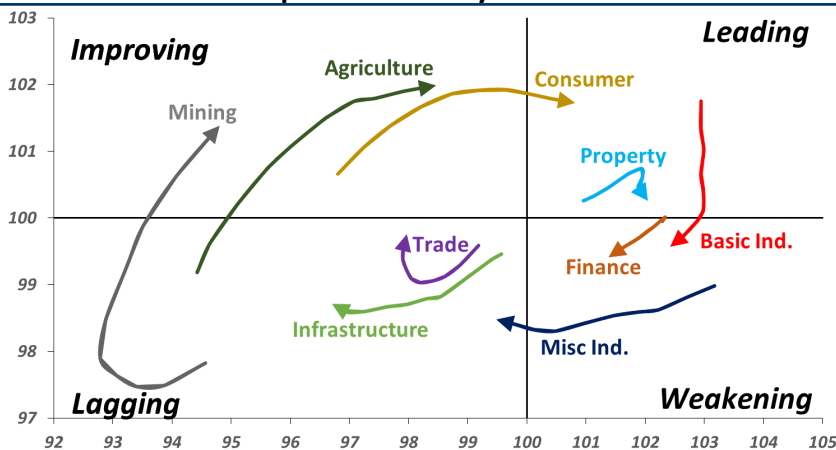 103
Improving
Leading
102
Agriculture
Consumer
Mining
101
Property
100
Trade
Basic Ind.
Finance
99
Infrastructure
Misc Ind.
98
Lagging
Weakening
97
92 93 94 95 96 97 98 99 100 101 102 103 104 105